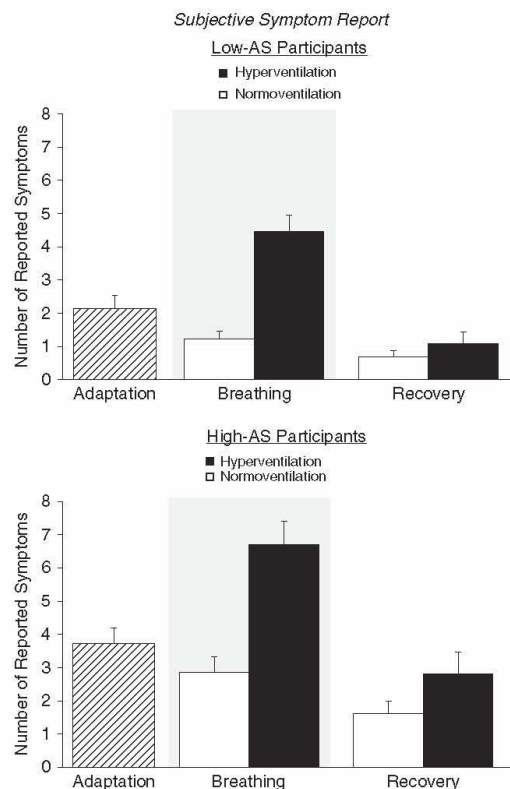 Subjective Symptom Report
Low-AS Participants
Hyperventilation
Normoventilation
Number of Reported Symptoms
8
7
6
5
4
3
2
1
0
Adaptation Breathing Recovery
High-AS Participants
Hyperventilation
Normoventilation
Number of Reported Symptoms
8
7
6
5
4
3
2
1
0
Adaptation Breathing Recovery